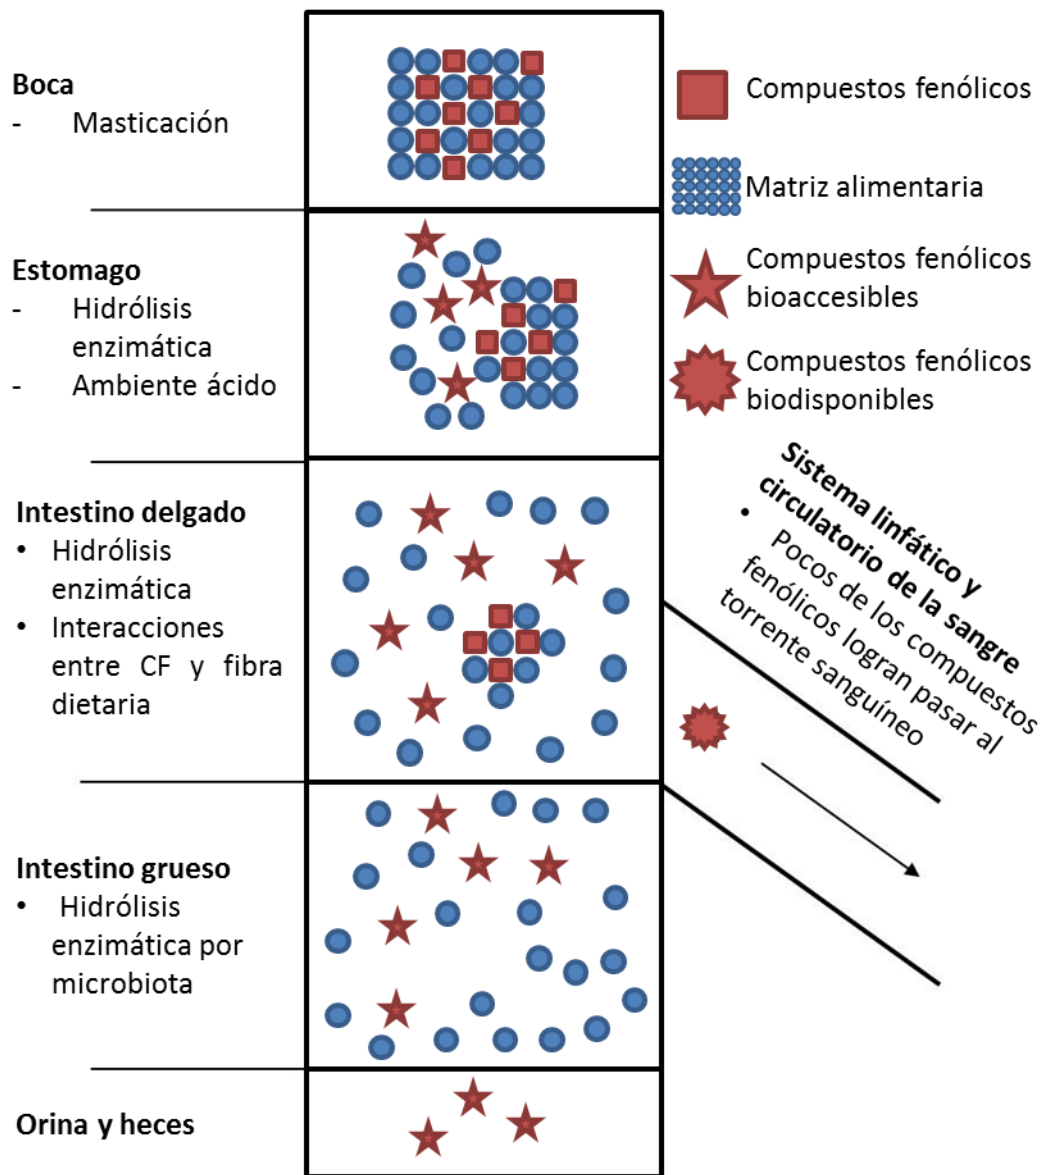 Boca
- Masticación
Estomago
- Hidrólisis
enzimática
- Ambiente ácido
Intestino delgado
• Hidrólisis
enzimática
• Interacciones
entre CF y fibra
dietaria
Intestino grueso
• Hidrólisis
enzimática por
microbiota
Orina y heces
Compuestos fenólicos
Matriz alimentaria
Compuestos fenólicos
bioaccesibles
Compuestos fenólicos
biodisponibles
Sistema linfático y
circulatorio de la sangre
• Pocos de los compuestos
fenólicos logran pasar al
torrente sanguíneo